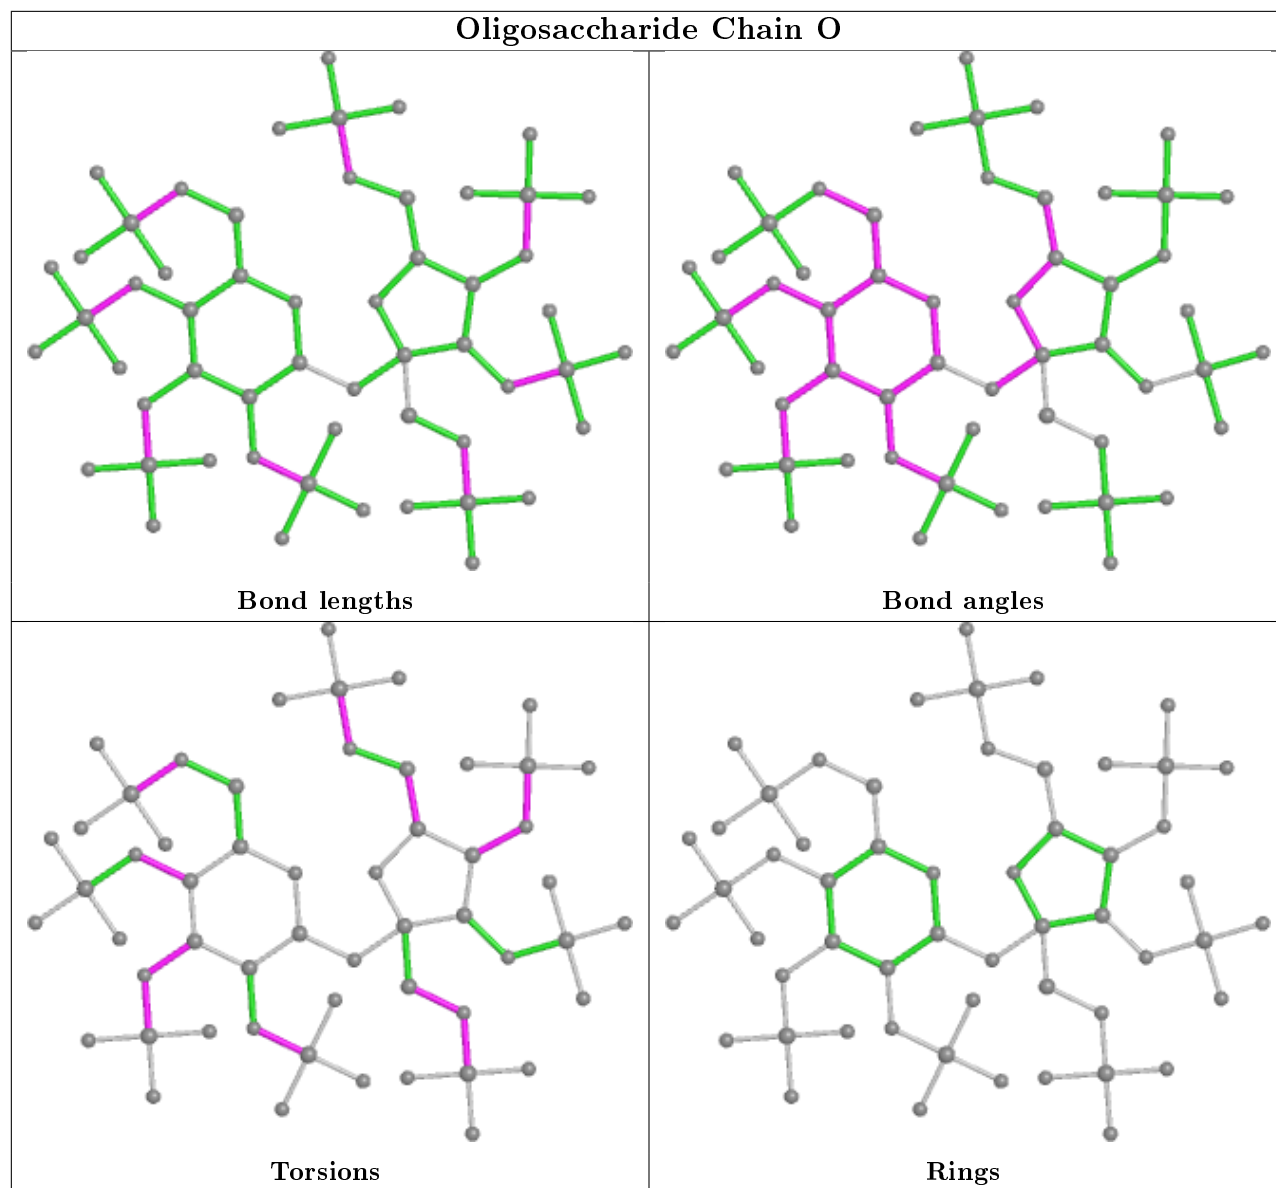 Oligosaccharide Chain O
Bond lengths
Bond angles
Torsions
Rings